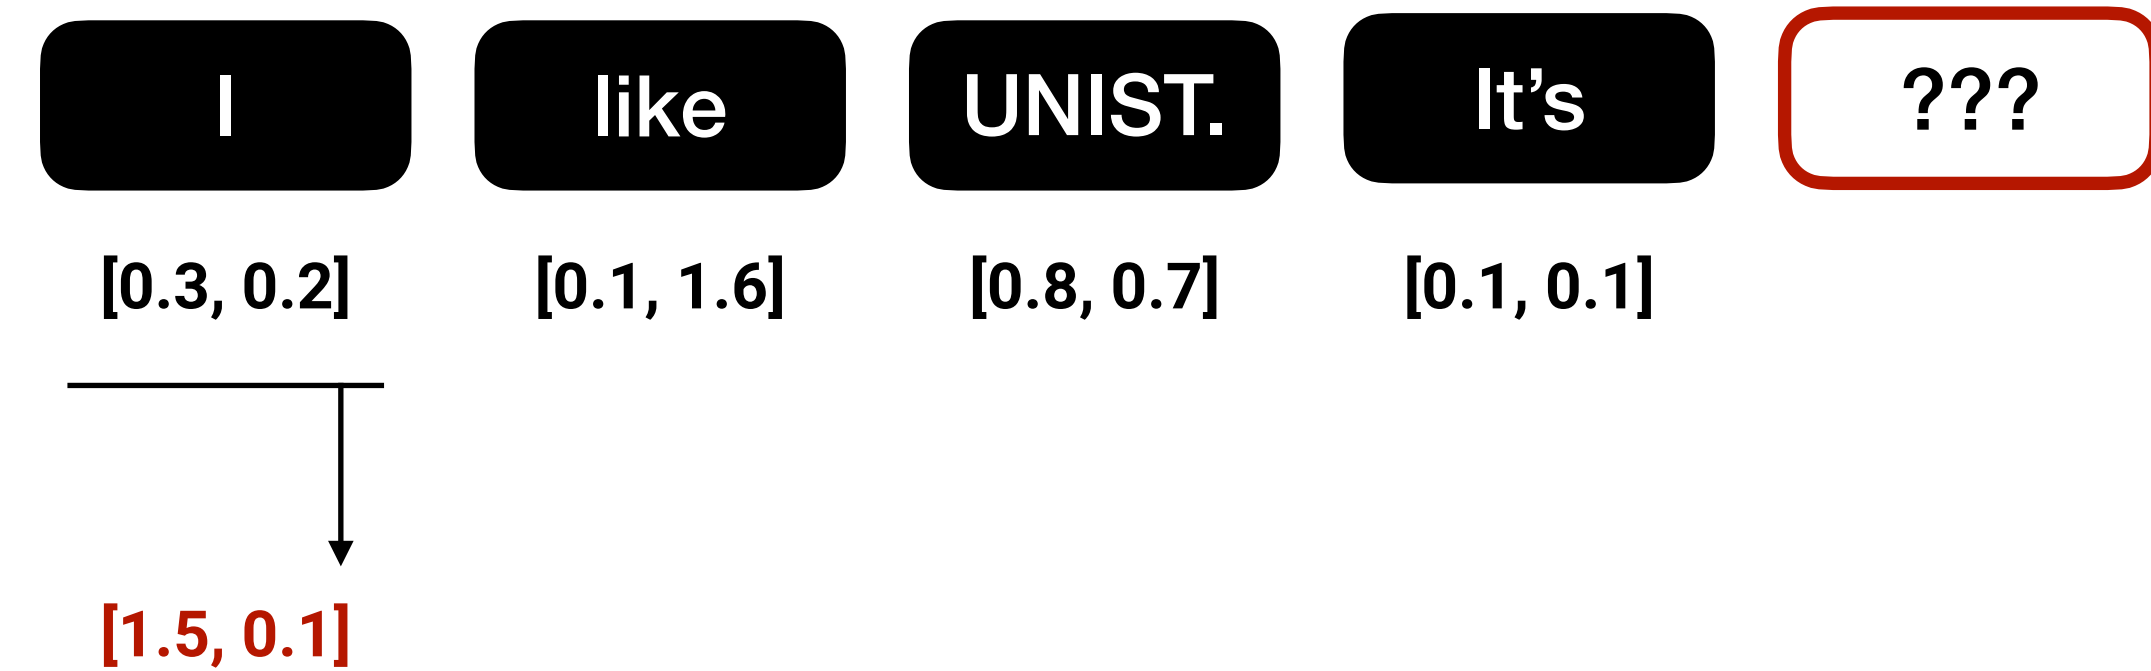 I like UNIST. It’s ???
[0.3, 0.2] [0.1, 1.6] [0.8, 0.7] [0.1, 0.1]
[1.5, 0.1]